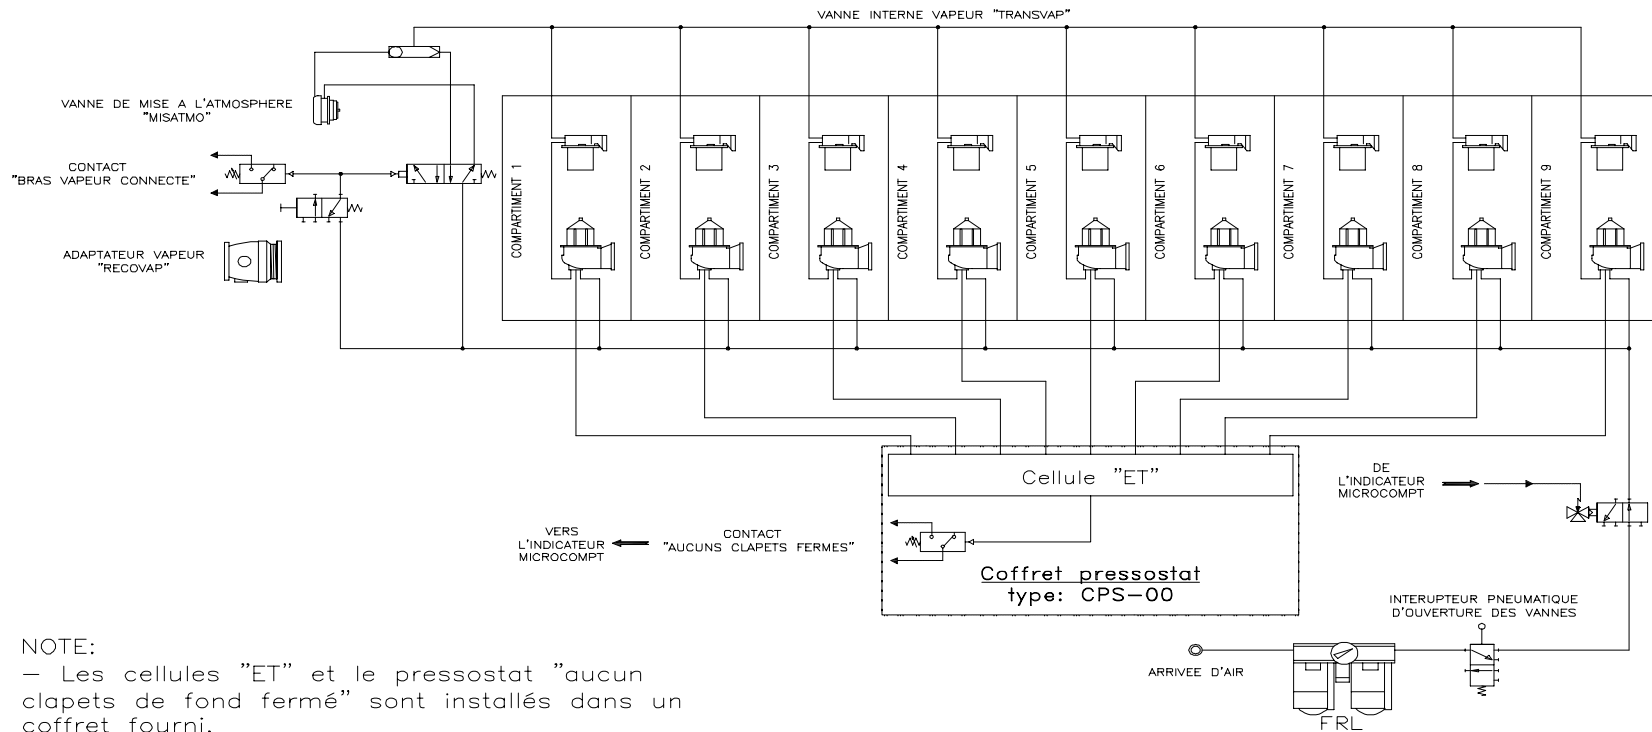 VANNE INTERNE VAPEUR "TRANSVAP"
VANNE DE MISE A L'ATMOSPHERE
"MISATMO"
CONTACT
"BRAS VAPEUR CONNECTE"
ADAPTATEUR VAPEUR
"RECOVAP"
COMPARTIMENT 1
COMPARTIMENT 2
COMPARTIMENT 3
COMPARTIMENT 4
COMPARTIMENT 5
COMPARTIMENT 6
COMPARTIMENT 7
COMPARTIMENT 8
COMPARTIMENT 9
Cellule "ET"
DE
L'INDICATEUR
MICROCOMPT
VERS
L'INDICATEUR
MICROCOMPT
CONTACT
"AUCUNS CLAPETS FERMES"
Coffret pressostat
type: CPS-00
INTERUPTEUR PNEUMATIQUE
D'OUVERTURE DES VANNES
ARRIVEE D'AIR
FRL
NOTE:
- Les cellules "ET" et le pressostat "aucun
clapets de fond fermé" sont installés dans un
coffret fourni.